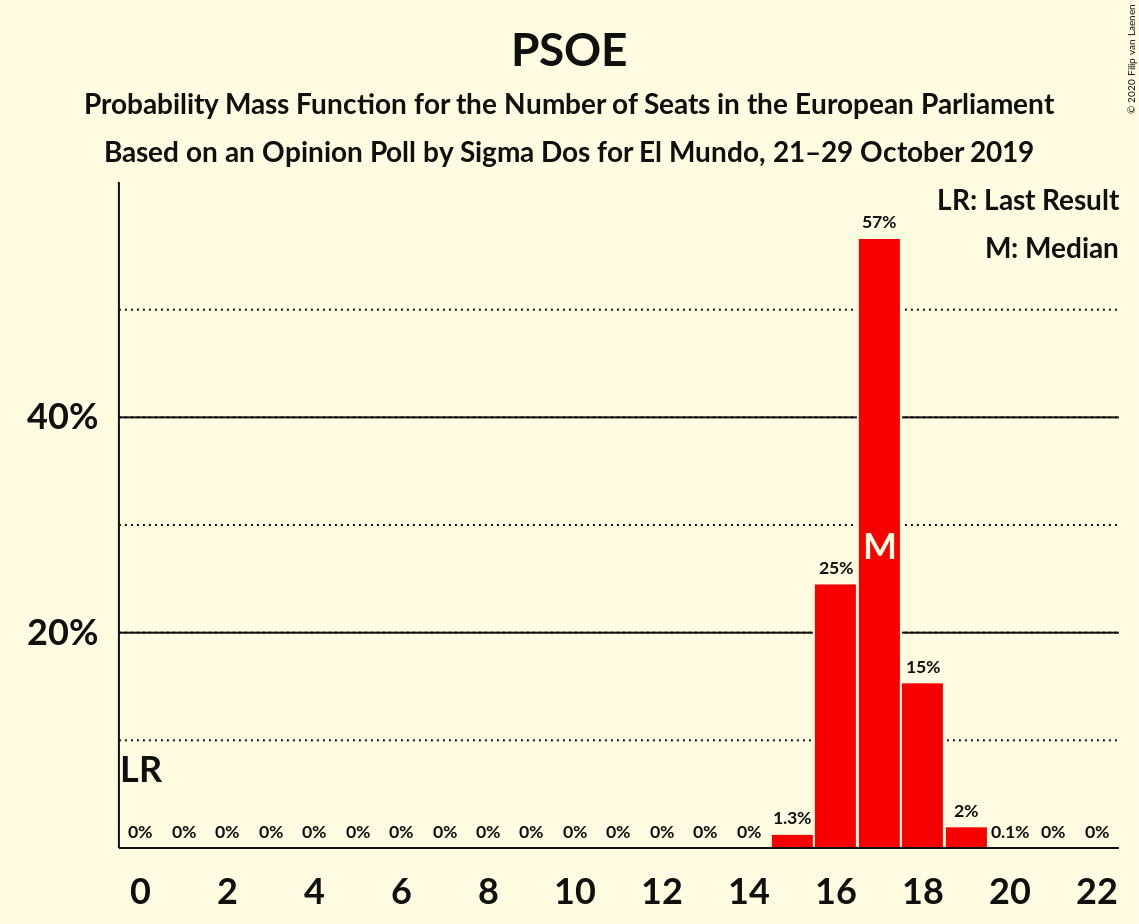 PSOE
Probability Mass Function for the Number of Seats in the European Parliament
Based on an Opinion Poll by Sigma Dos for El Mundo, 21–29 October 2019
© 2020 Filip van Laenen
LR: Last Result
M: Median
57%
40%
M
25%
20%
15%
LR
0% 0% 0% 0% 0% 0% 0% 0% 0% 0% 0% 0% 0% 0% 0% 1.3% 2% 0.1% 0% 0%
0 2 4 6 8 10 12 14 16 18 20 22